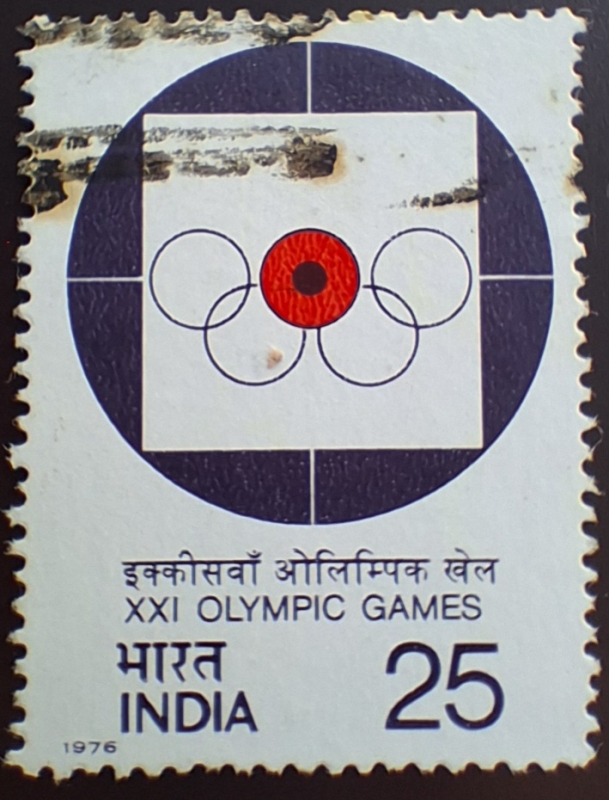 इक्कीसवाँ ओलिम्पिक खेल
XXI OLYMPIC GAMES
भारत
INDIA 25
1976